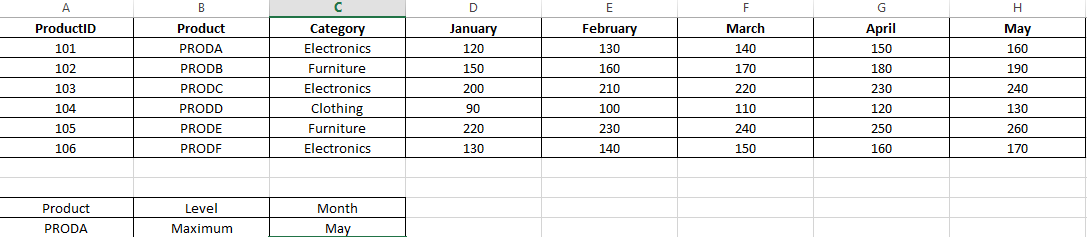 A B C D E F G H
ProductID Product Category January February March April May
101 PRODA Electronics 120 130 140 150 160
102 PRODB Furniture 150 160 170 180 190
103 PRODC Electronics 200 210 220 230 240
104 PRODD Clothing 90 100 110 120 130
105 PRODE Furniture 220 230 240 250 260
106 PRODF Electronics 130 140 150 160 170
Product Level Month
PRODA Maximum May